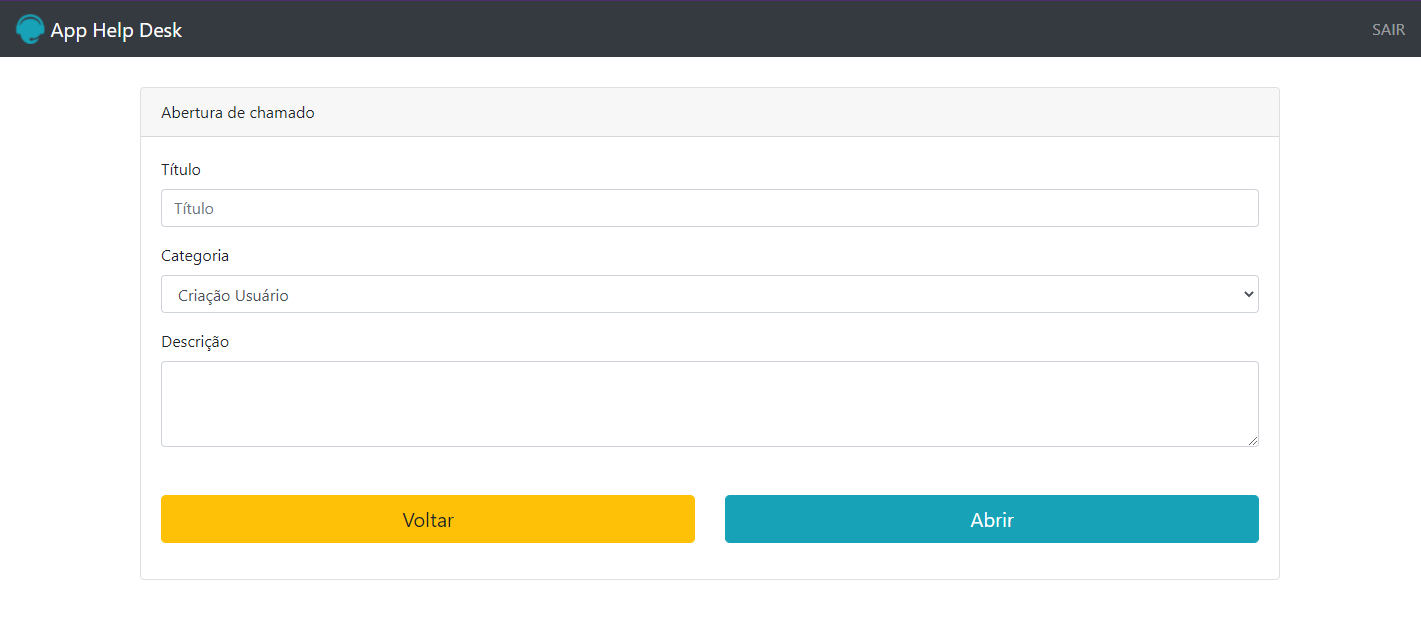 App Help Desk
SAIR
Abertura de chamado
Título
Título
Categoria
Criação Usuário
Descrição
Voltar
Abrir